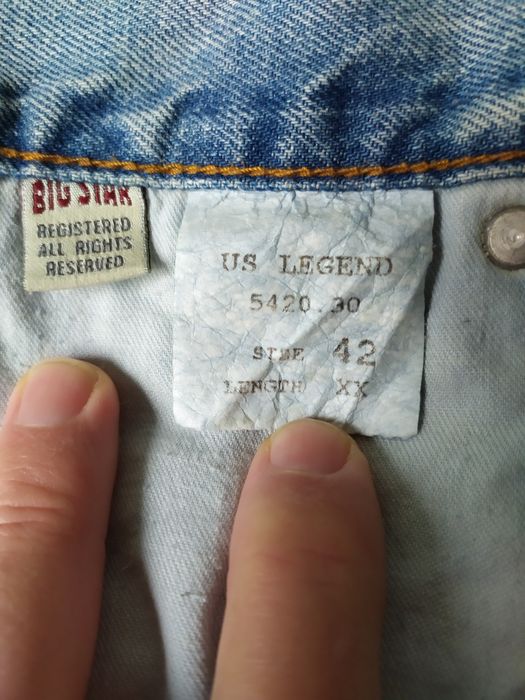 BIG STAR
REGISTERED
ALL RIGHTS
RESERVED
US LEGEND
5420.30
SIZE 42
LENGTH XX